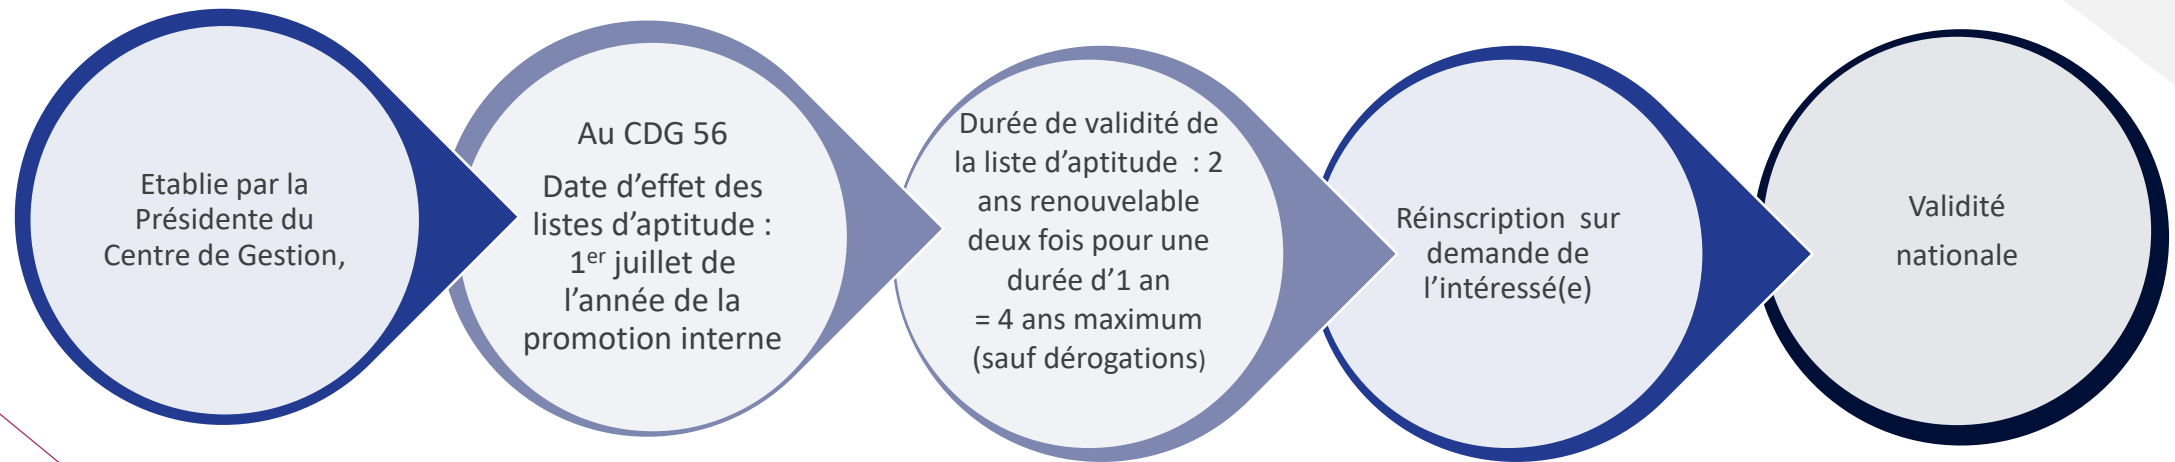 Etablie par la
Présidente du
Centre de Gestion,
Au CDG 56
Date d’effet des
listes d’aptitude :
1er juillet de
l’année de la
promotion interne
Durée de validité de
la liste d’aptitude : 2
ans renouvelable
deux fois pour une
durée d’1 an
= 4 ans maximum
(sauf dérogations)
Réinscription sur
demande de
l’intéressé(e)
Validité
nationale